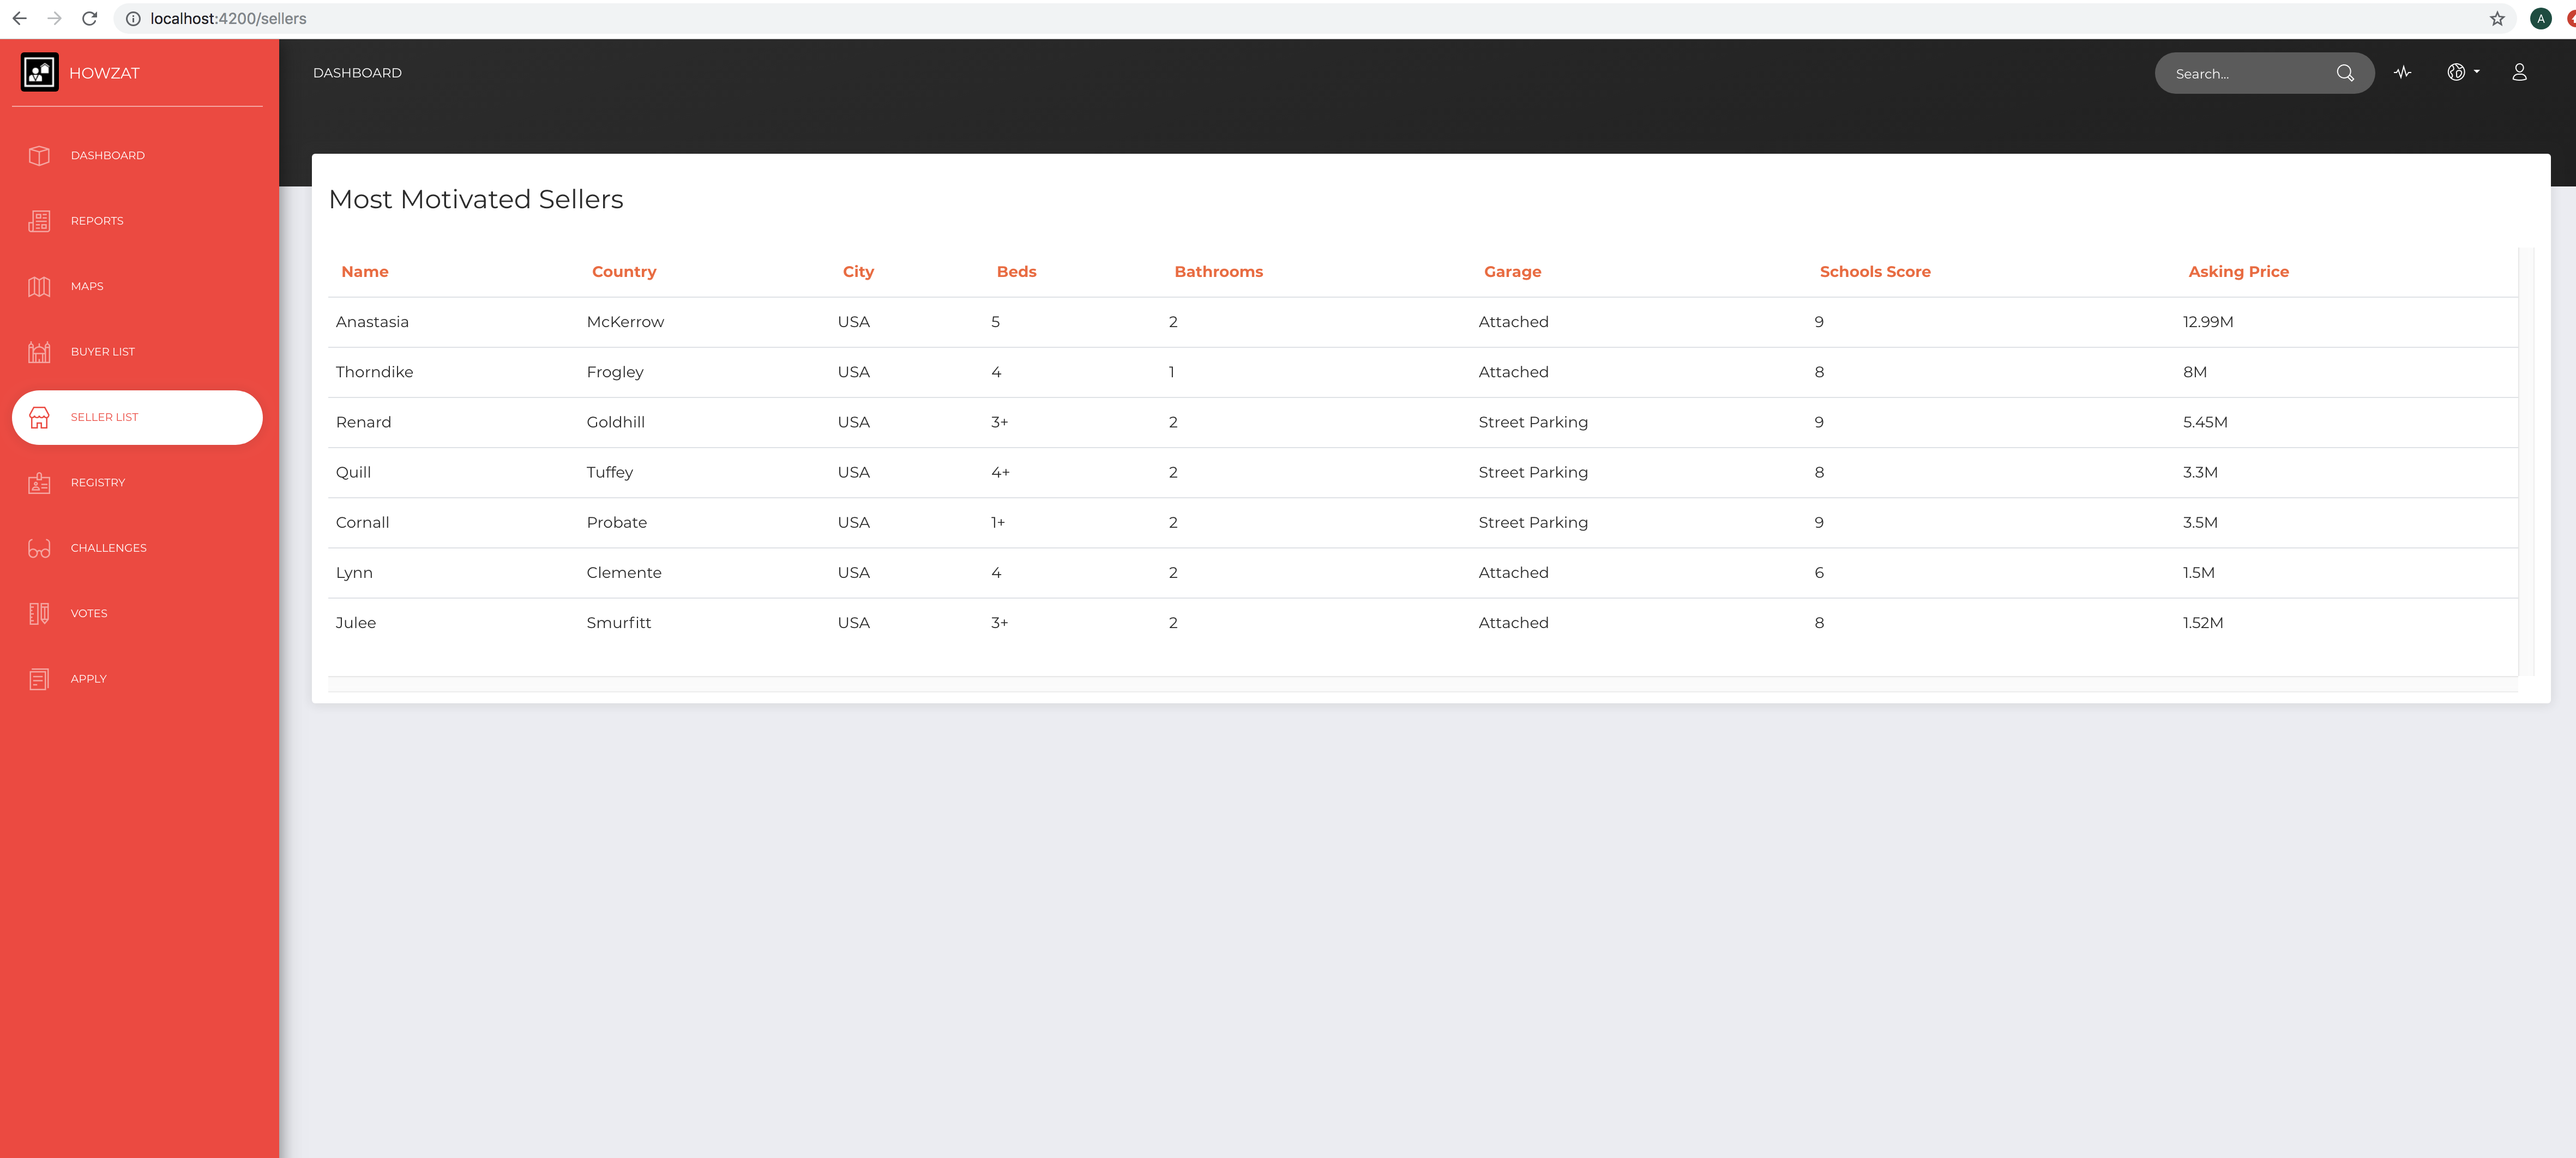 localhost:4200/sellers
A
HOWZAT
DASHBOARD
Search...
DASHBOARD
REPORTS
MAPS
BUYER LIST
SELLER LIST
REGISTRY
CHALLENGES
VOTES
APPLY
Most Motivated Sellers
Name Country City Beds Bathrooms Garage Schools Score Asking Price
Anastasia McKerrow USA 5 2 Attached 9 12.99M
Thorndike Frogley USA 4 1 Attached 8 8M
Renard Goldhill USA 3+ 2 Street Parking 9 5.45M
Quill Tuffey USA 4+ 2 Street Parking 8 3.3M
Cornall Probate USA 1+ 2 Street Parking 9 3.5M
Lynn Clemente USA 4 2 Attached 6 1.5M
Julee Smurfitt USA 3+ 2 Attached 8 1.52M